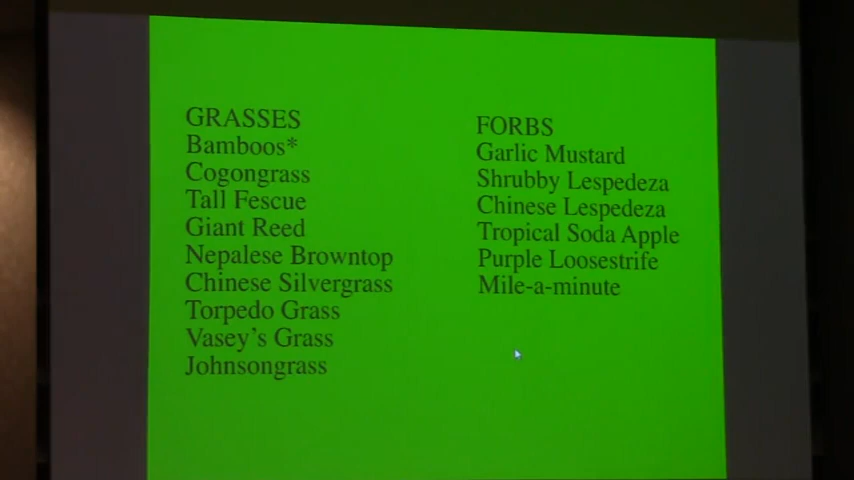 GRASSES
Bamboos*
Cogongrass
Tall Fescue
Giant Reed
Nepalese Browntop
Chinese Silvergrass
Torpedo Grass
Vasey's Grass
Johnsongrass
FORBS
Garlic Mustard
Shrubby Lespedeza
Chinese Lespedeza
Tropical Soda Apple
Purple Loosestrife
Mile-a-minute